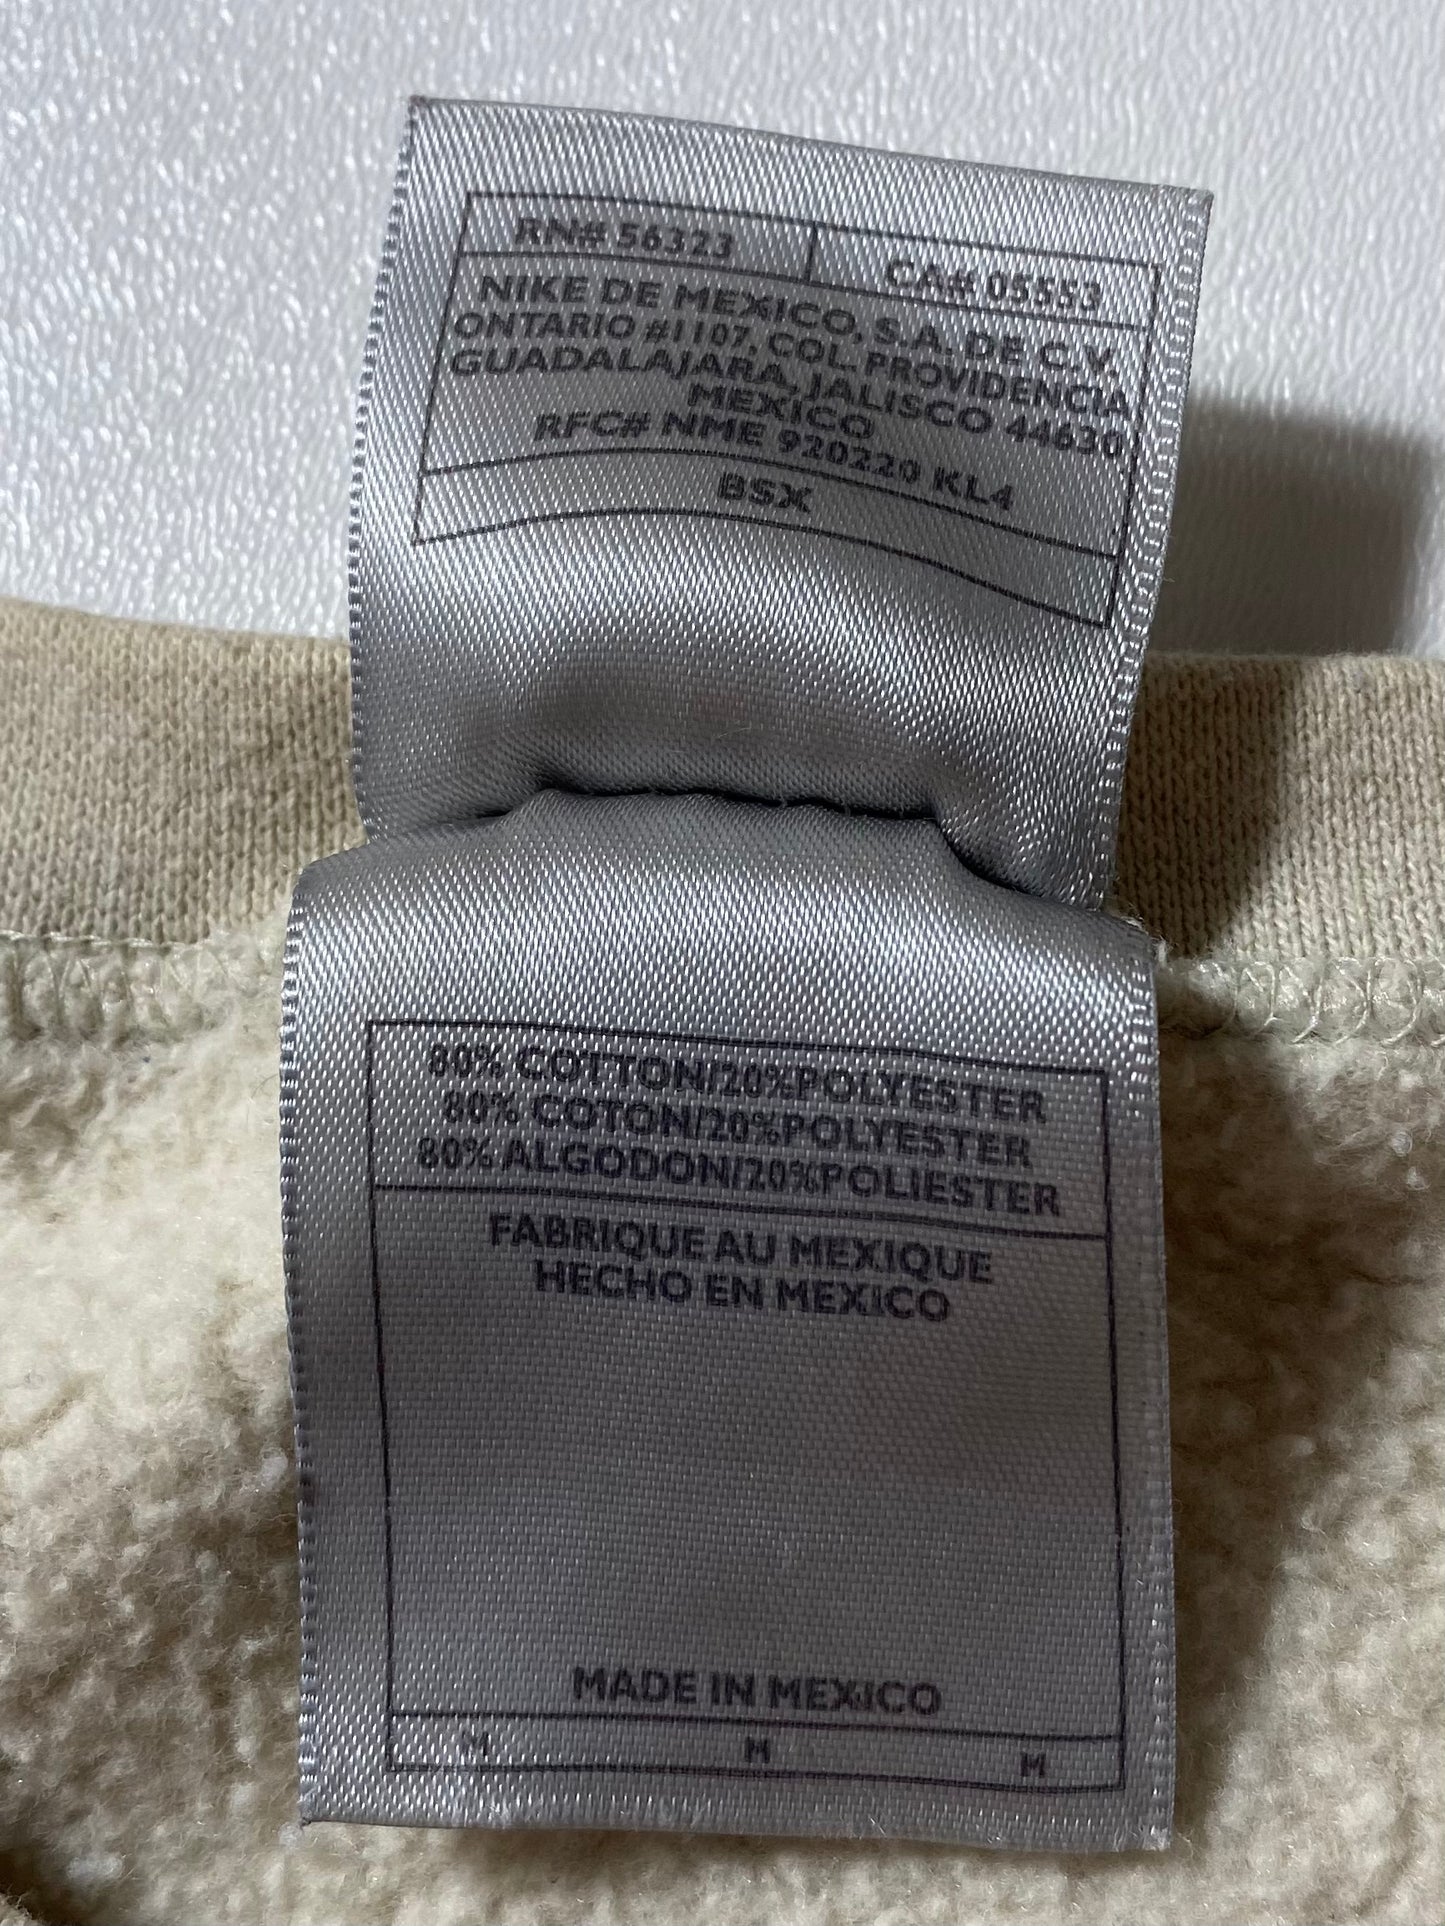 RN# 56323 CA# 05553
NIKE DE MEXICO, S.A. DE C.V.
ONTARIO #1107, COL. PROVIDENCIA
GUADALAJARA, JALISCO 44630
MEXICO
RFC# NME 920220 KL4
BSX
80% COTTON/20%POLYESTER
80% COTON/20%POLYESTER
80% ALGODON/20%POLIESTER
FABRIQUE AU MEXIQUE
HECHO EN MEXICO
MADE IN MEXICO
M M M